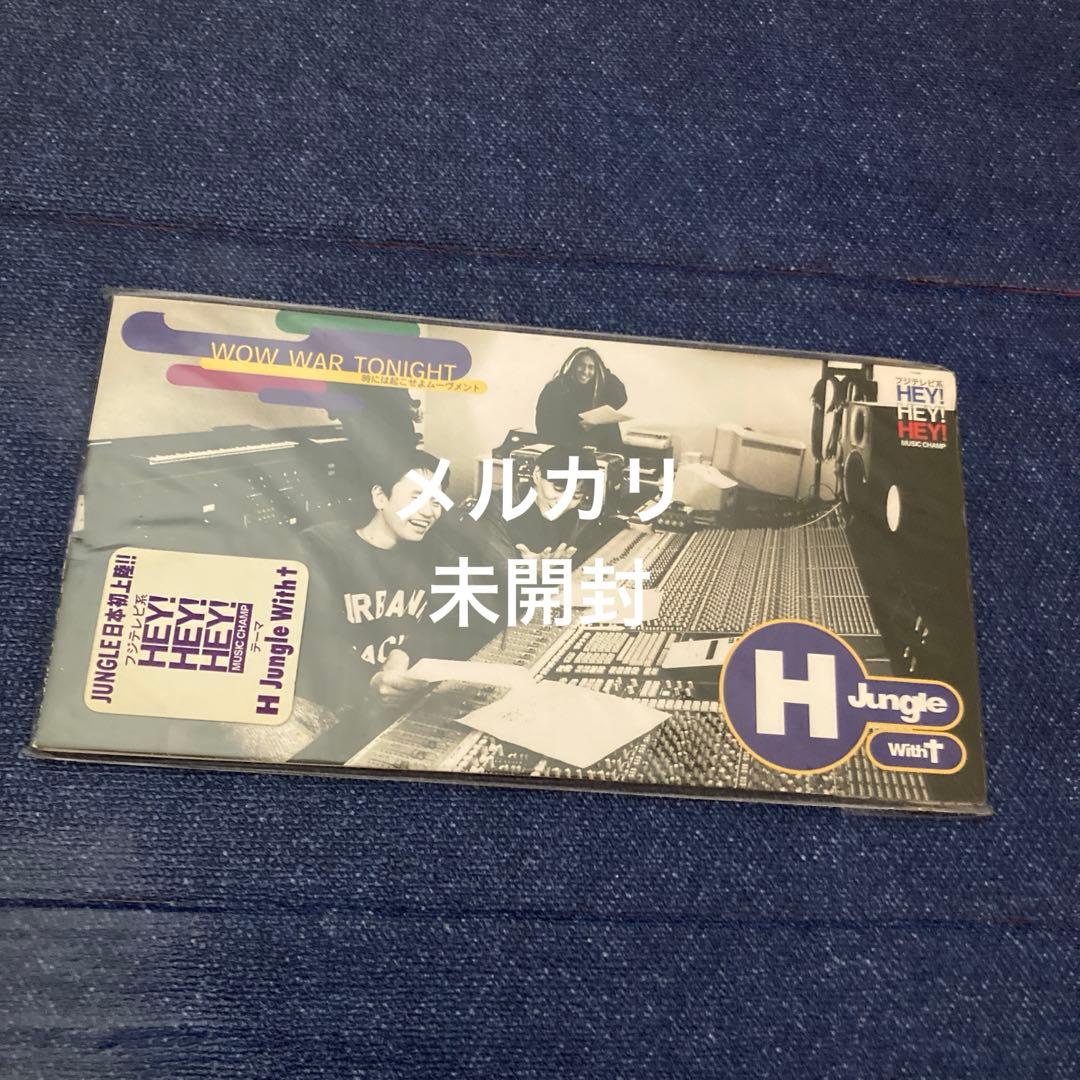 WOW WAR TONIGHT
時には起こせよムーヴメント
フジテレビ系
HEY!
HEY!
HEY!
MUSIC CHAMP
メルカリ
未開封
JUNGLE日本初上陸!!
フジテレビ系
HEY!
HEY!
HEY!
MUSIC CHAMP
テーマ
H Jungle With t
URBAN
H Jungle
With t